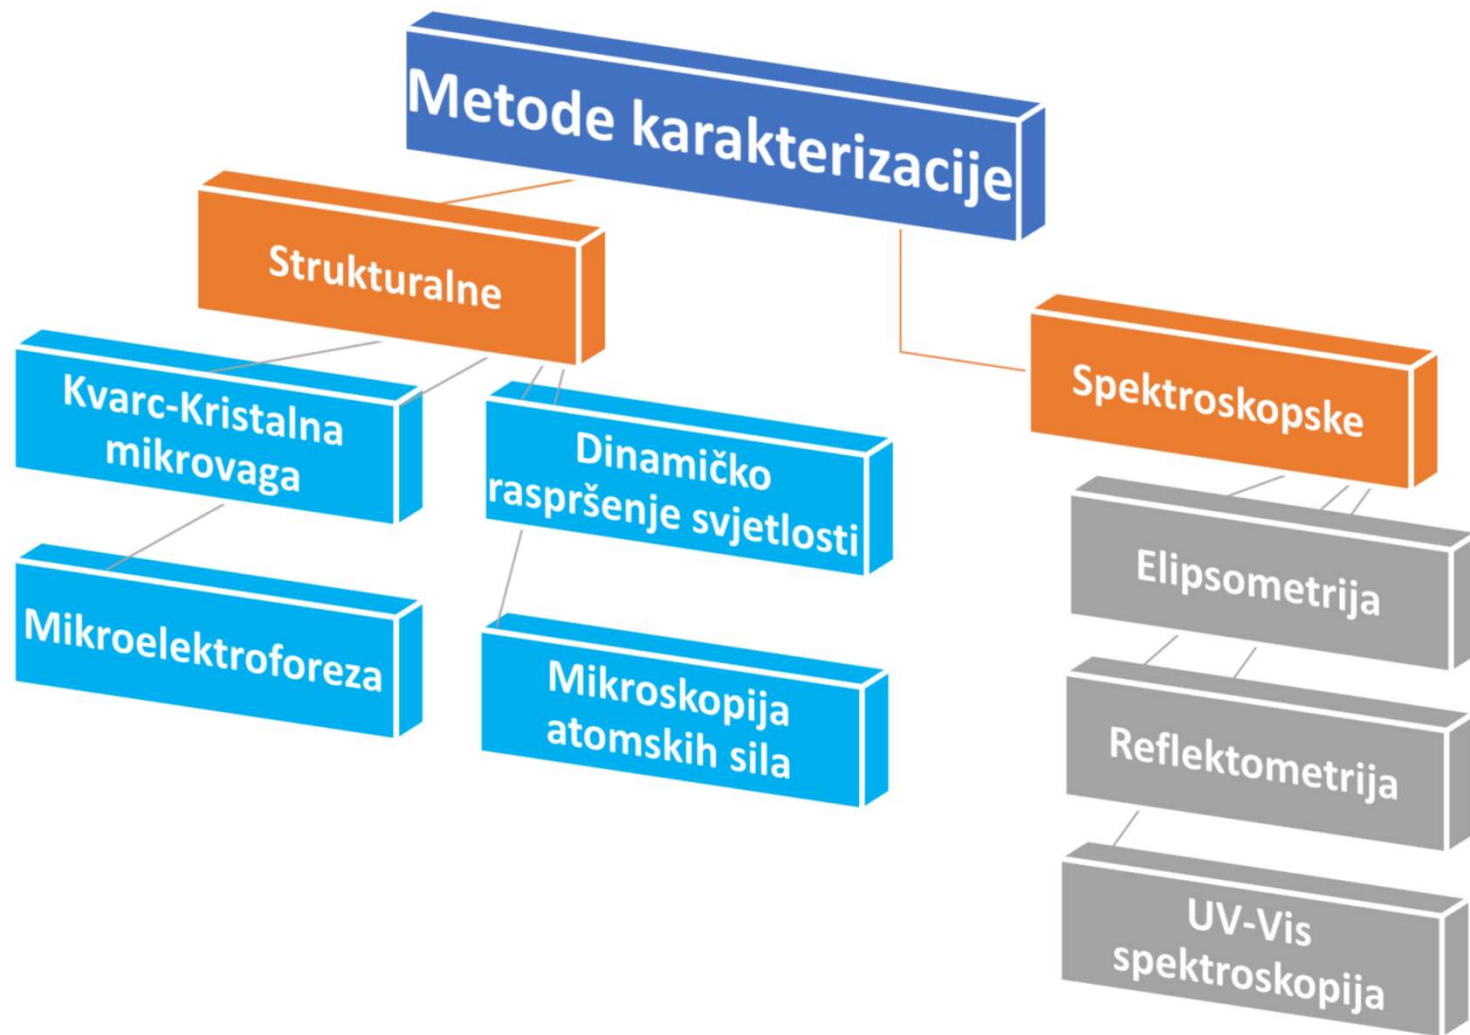 Metode karakterizacije
Strukturalne
Spektroskopske
Kvarc-Kristalna
mikrovaga
Dinamičko
raspršenje svjetlosti
Mikroelektroforeza
Mikroskopija
atomskih sila
Elipsometrija
Reflektometrija
UV-Vis
spektroskopija